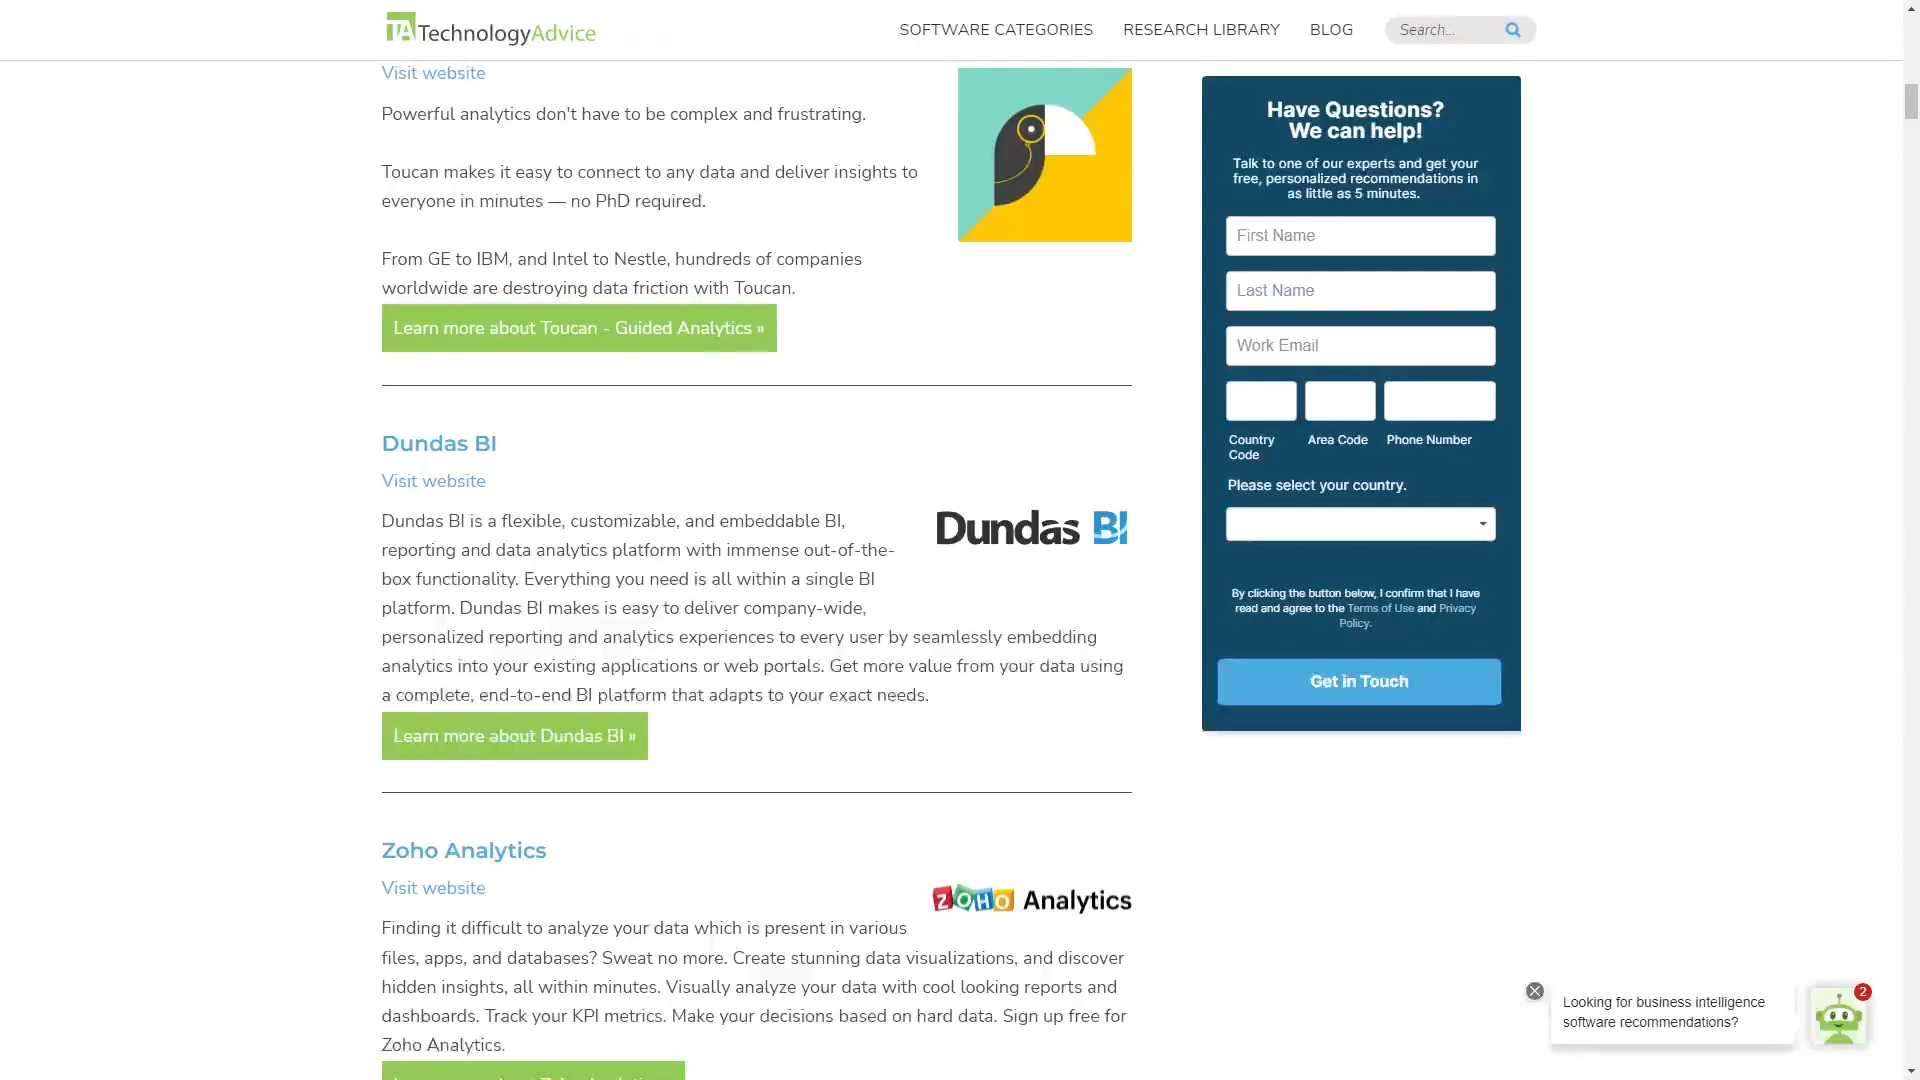 TA TechnologyAdvice
SOFTWARE CATEGORIES
RESEARCH LIBRARY
BLOG
Search...
Visit website
Powerful analytics don't have to be complex and frustrating.
Toucan makes it easy to connect to any data and deliver insights to
everyone in minutes — no PhD required.
From GE to IBM, and Intel to Nestle, hundreds of companies
worldwide are destroying data friction with Toucan.
Learn more about Toucan - Guided Analytics »
Dundas BI
Visit website
Dundas BI
Dundas BI is a flexible, customizable, and embeddable BI,
reporting and data analytics platform with immense out-of-the-
box functionality. Everything you need is all within a single BI
platform. Dundas BI makes is easy to deliver company-wide,
personalized reporting and analytics experiences to every user by seamlessly embedding
analytics into your existing applications or web portals. Get more value from your data using
a complete, end-to-end BI platform that adapts to your exact needs.
Learn more about Dundas BI »
Zoho Analytics
Visit website
ZOHO Analytics
Finding it difficult to analyze your data which is present in various
files, apps, and databases? Sweat no more. Create stunning data visualizations, and discover
hidden insights, all within minutes. Visually analyze your data with cool looking reports and
dashboards. Track your KPI metrics. Make your decisions based on hard data. Sign up free for
Zoho Analytics.
Have Questions?
We can help!
Talk to one of our experts and get your
free, personalized recommendations in
as little as 5 minutes.
First Name
Last Name
Work Email
Country
Code
Area Code
Phone Number
Please select your country.
By clicking the button below, I confirm that I have
read and agree to the Terms of Use and Privacy
Policy.
Get in Touch
Looking for business intelligence
software recommendations?
2